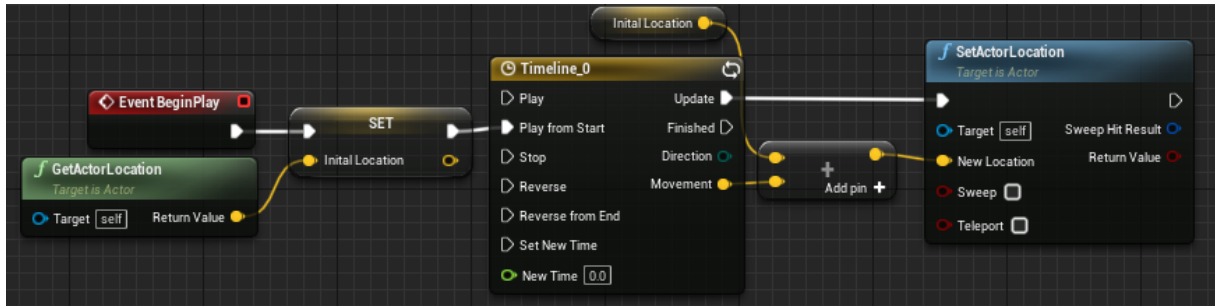 Inital Location
Event BeginPlay
SET
Inital Location
GetActorLocation
Target is Actor
Target self
Return Value
Timeline_0
Play
Update
Play from Start
Finished
Stop
Direction
Reverse
Movement
Reverse from End
Set New Time
New Time 0.0
+
Add pin +
SetActorLocation
Target is Actor
Target self
Sweep Hit Result
New Location
Return Value
Sweep
Teleport